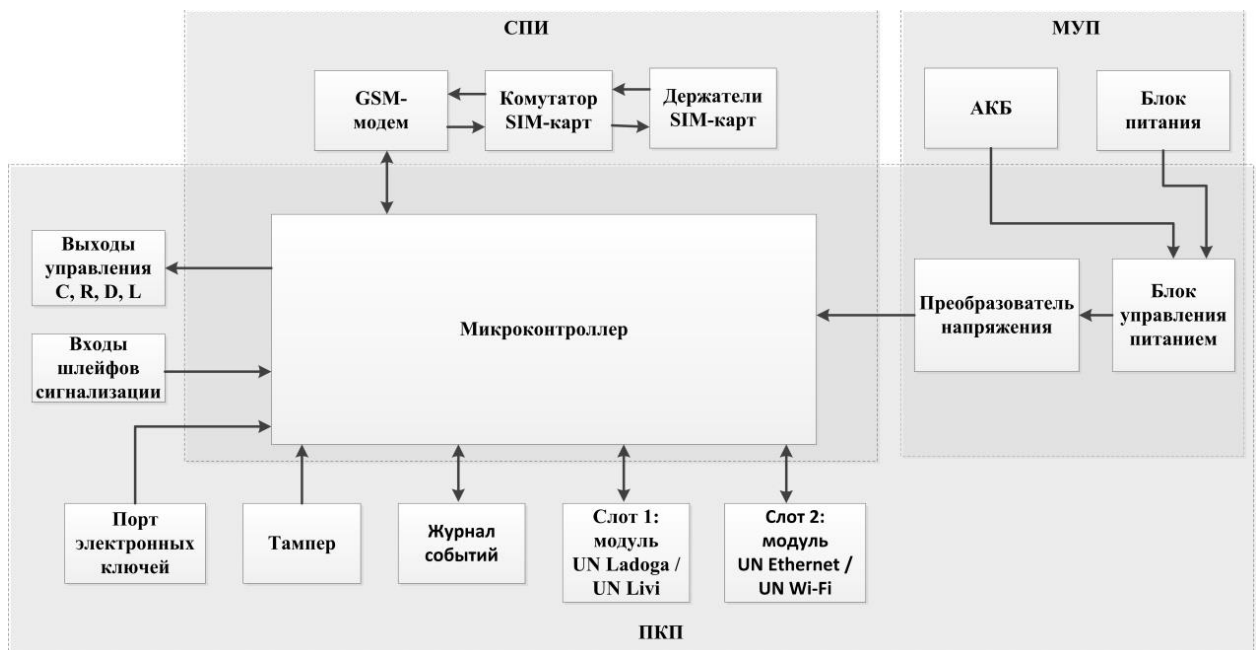 СПИ
МУП
GSM-
модем
Комутатор
SIM-карт
Держатели
SIM-карт
АКБ
Блок
питания
Выходы
управления
C, R, D, L
Микроконтроллер
Преобразователь
напряжения
Блок
управления
питанием
Входы
шлейфов
сигнализации
Порт
электронных
ключей
Тампер
Журнал
событий
Слот 1:
модуль
UN Ladoga /
UN Livi
Слот 2:
модуль
UN Ethernet /
UN Wi-Fi
ПКП